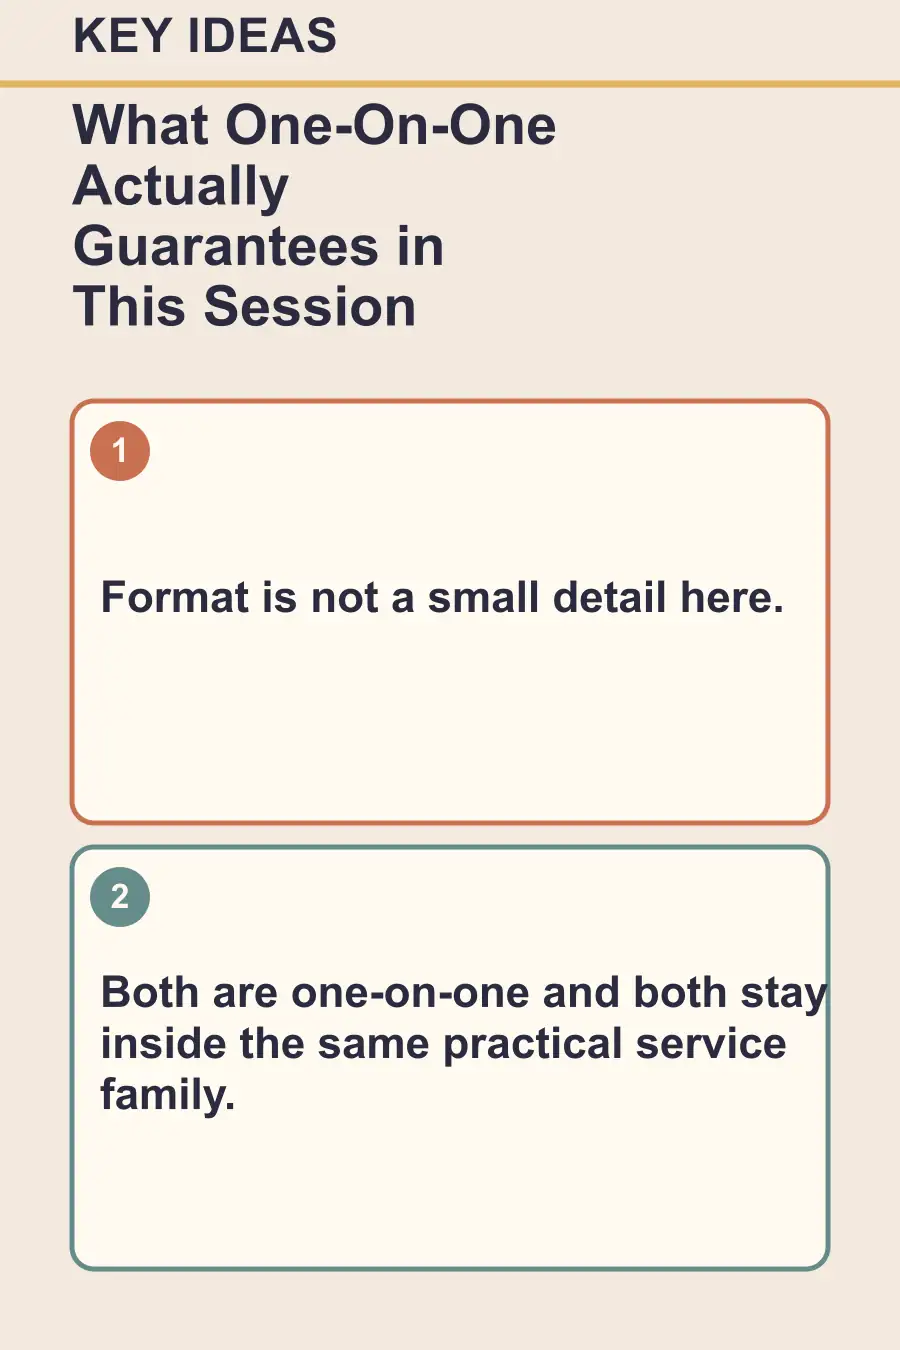 KEY IDEAS
What One-On-One
Actually
Guarantees in
This Session
1
Format is not a small detail here.
2
Both are one-on-one and both stay
inside the same practical service
family.